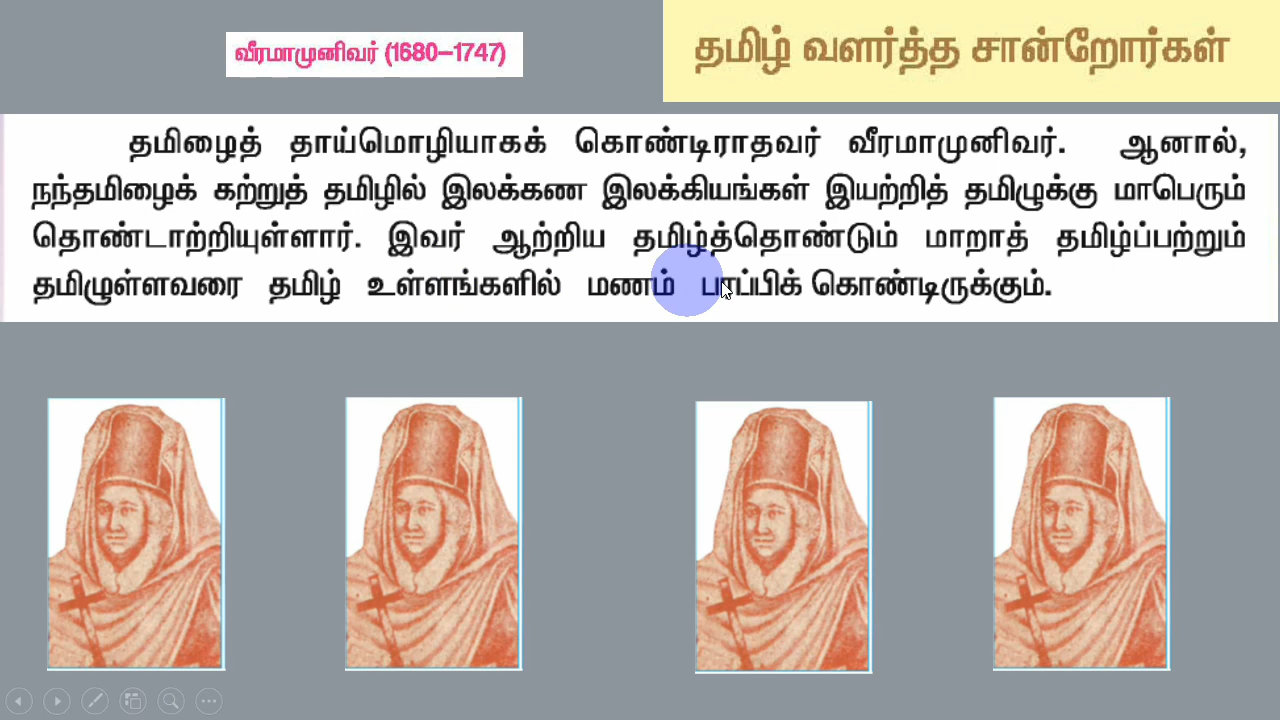 வீரமாமுனிவர் (1680–1747)
தமிழ் வளர்த்த சான்றோர்கள்
தமிழைத் தாய்மொழியாகக் கொண்டிராதவர் வீரமாமுனிவர். ஆனால்,
நந்தமிழைக் கற்றுத் தமிழில் இலக்கண இலக்கியங்கள் இயற்றித் தமிழுக்கு மாபெரும்
தொண்டாற்றியுள்ளார். இவர் ஆற்றிய தமிழ்த்தொண்டும் மாறாத் தமிழ்ப்பற்றும்
தமிழுள்ளவரை தமிழ் உள்ளங்களில் மணம் பரப்பிக் கொண்டிருக்கும்.